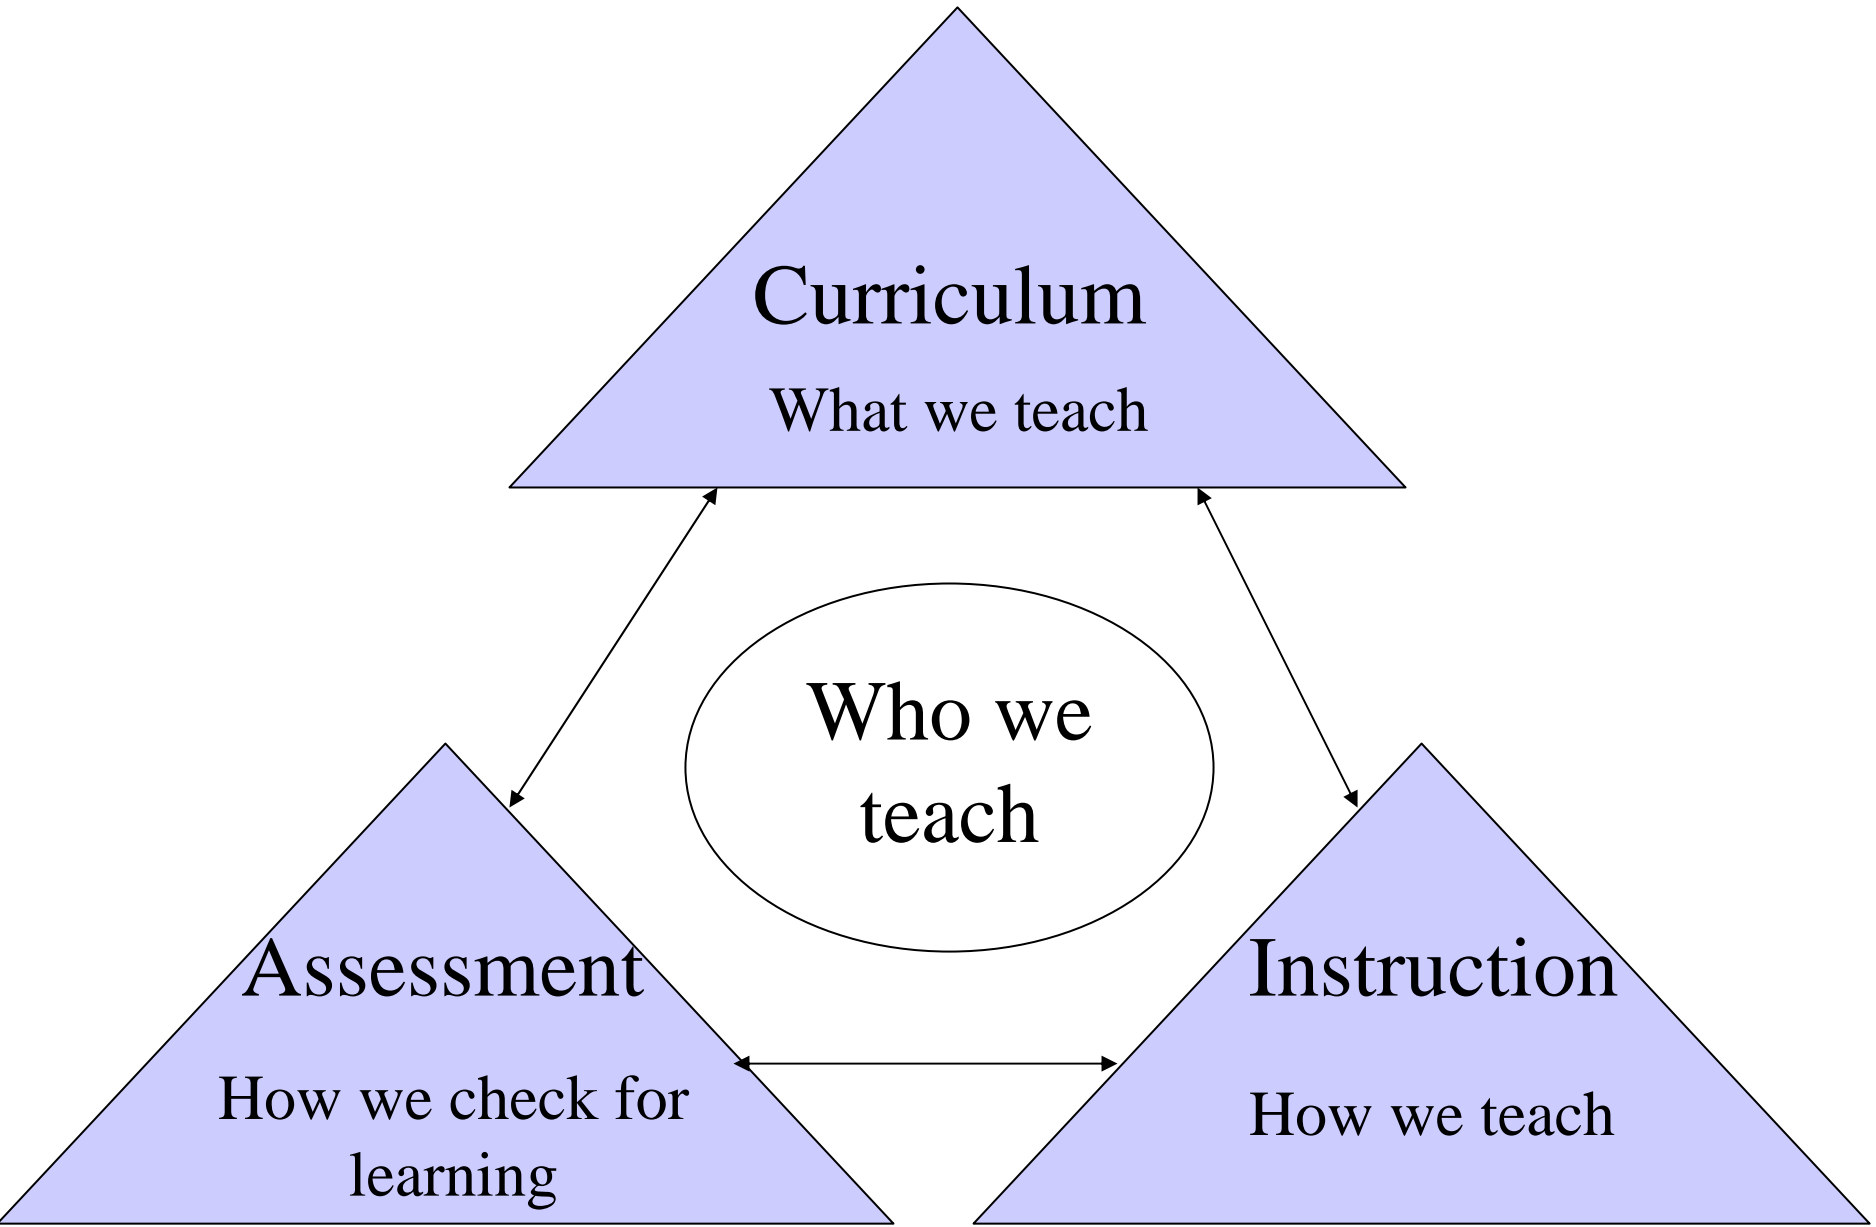 Curriculum
What we teach
Who we
teach
Assessment
How we check for
learning
Instruction
How we teach